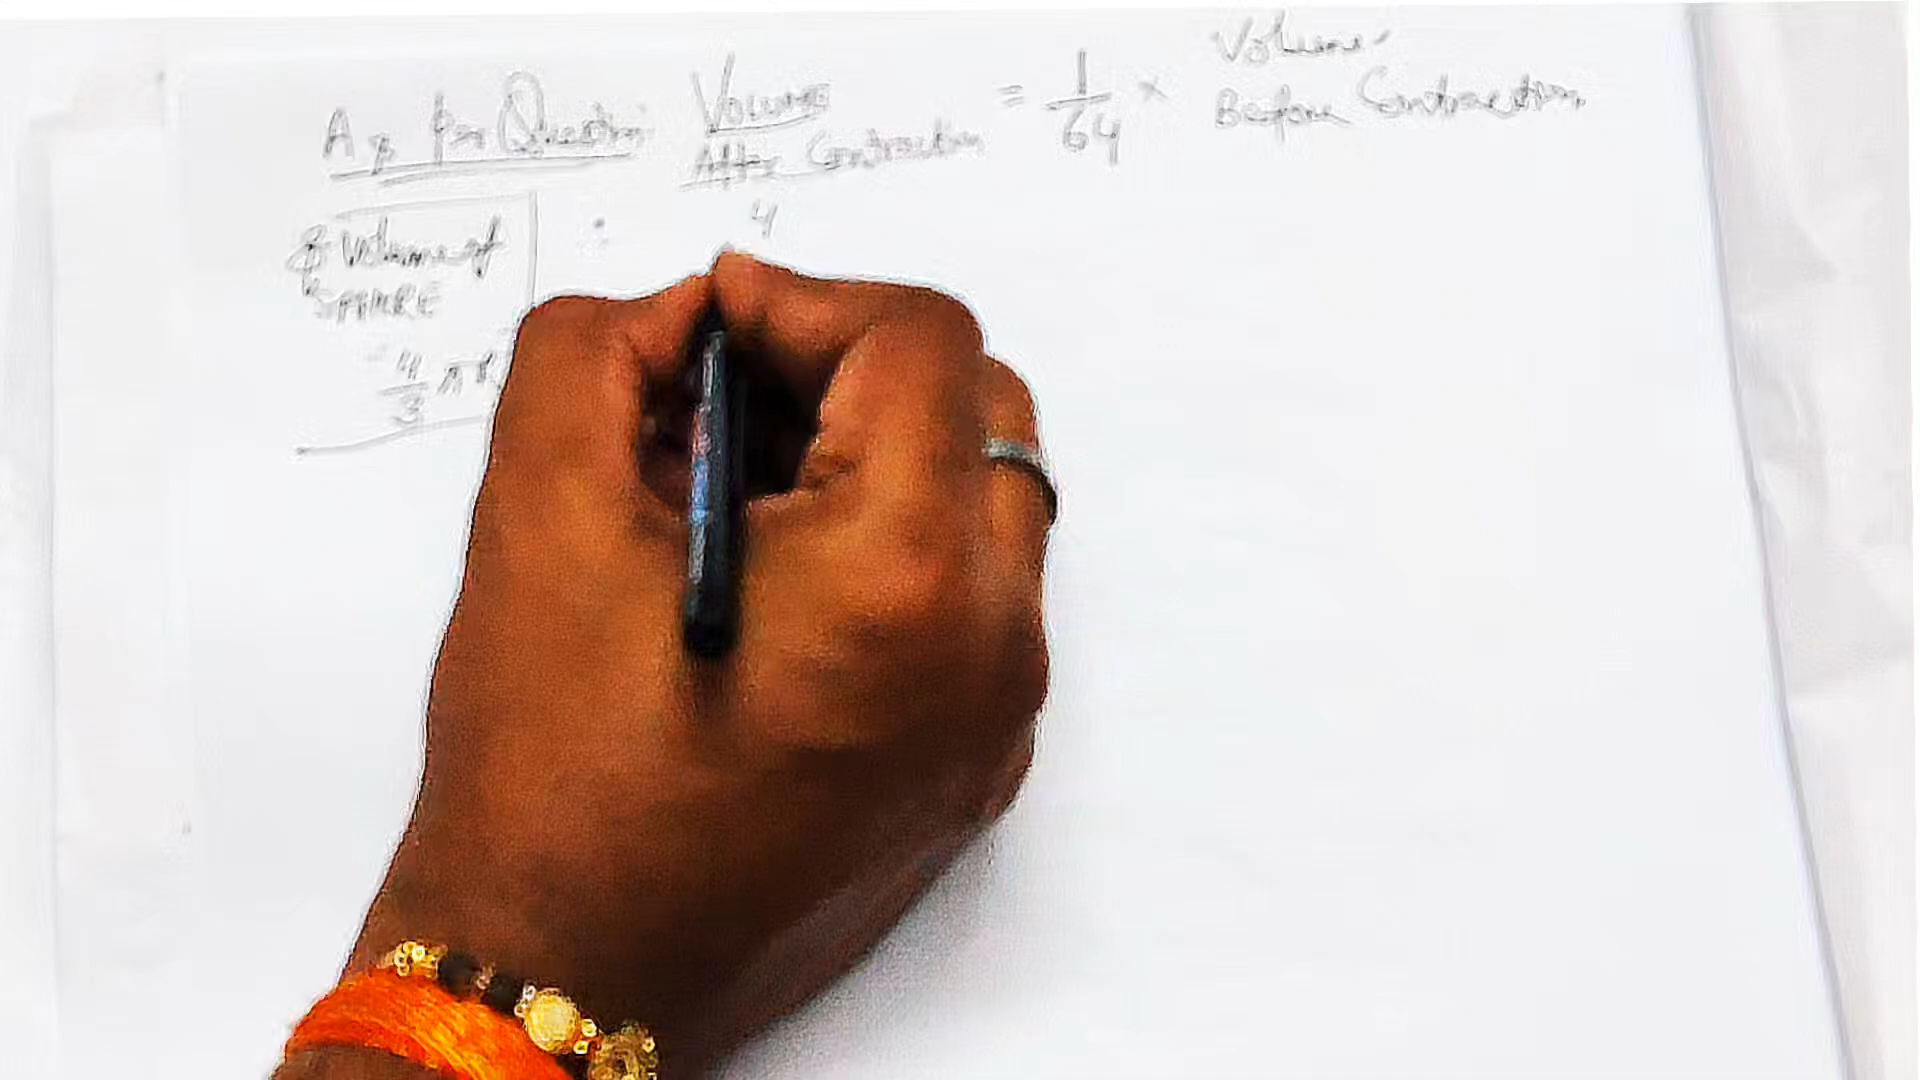 As per Question Volume After Contraction = 1/64 × Volume Before Contraction
Volume of
SPHERE
∴ 4
4/3 π